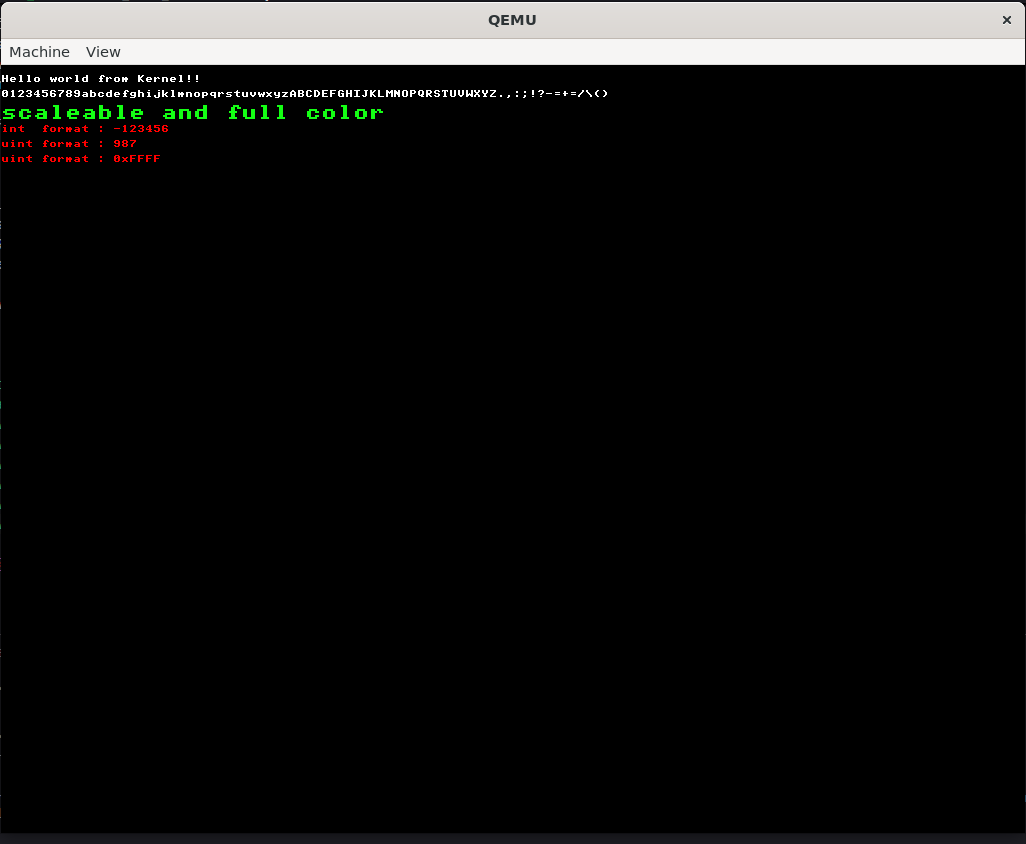 QEMU
×
Machine View
Hello world from Kernel!!
0123456789abcdefghijklmnopqrstuvwxyzABCDEFGHIJKLMNOPQRSTUVWXYZ.,:;!?-=+=/\()
scaleable and full color
int  format : -123456
uint format : 987
uint format : 0xFFFF